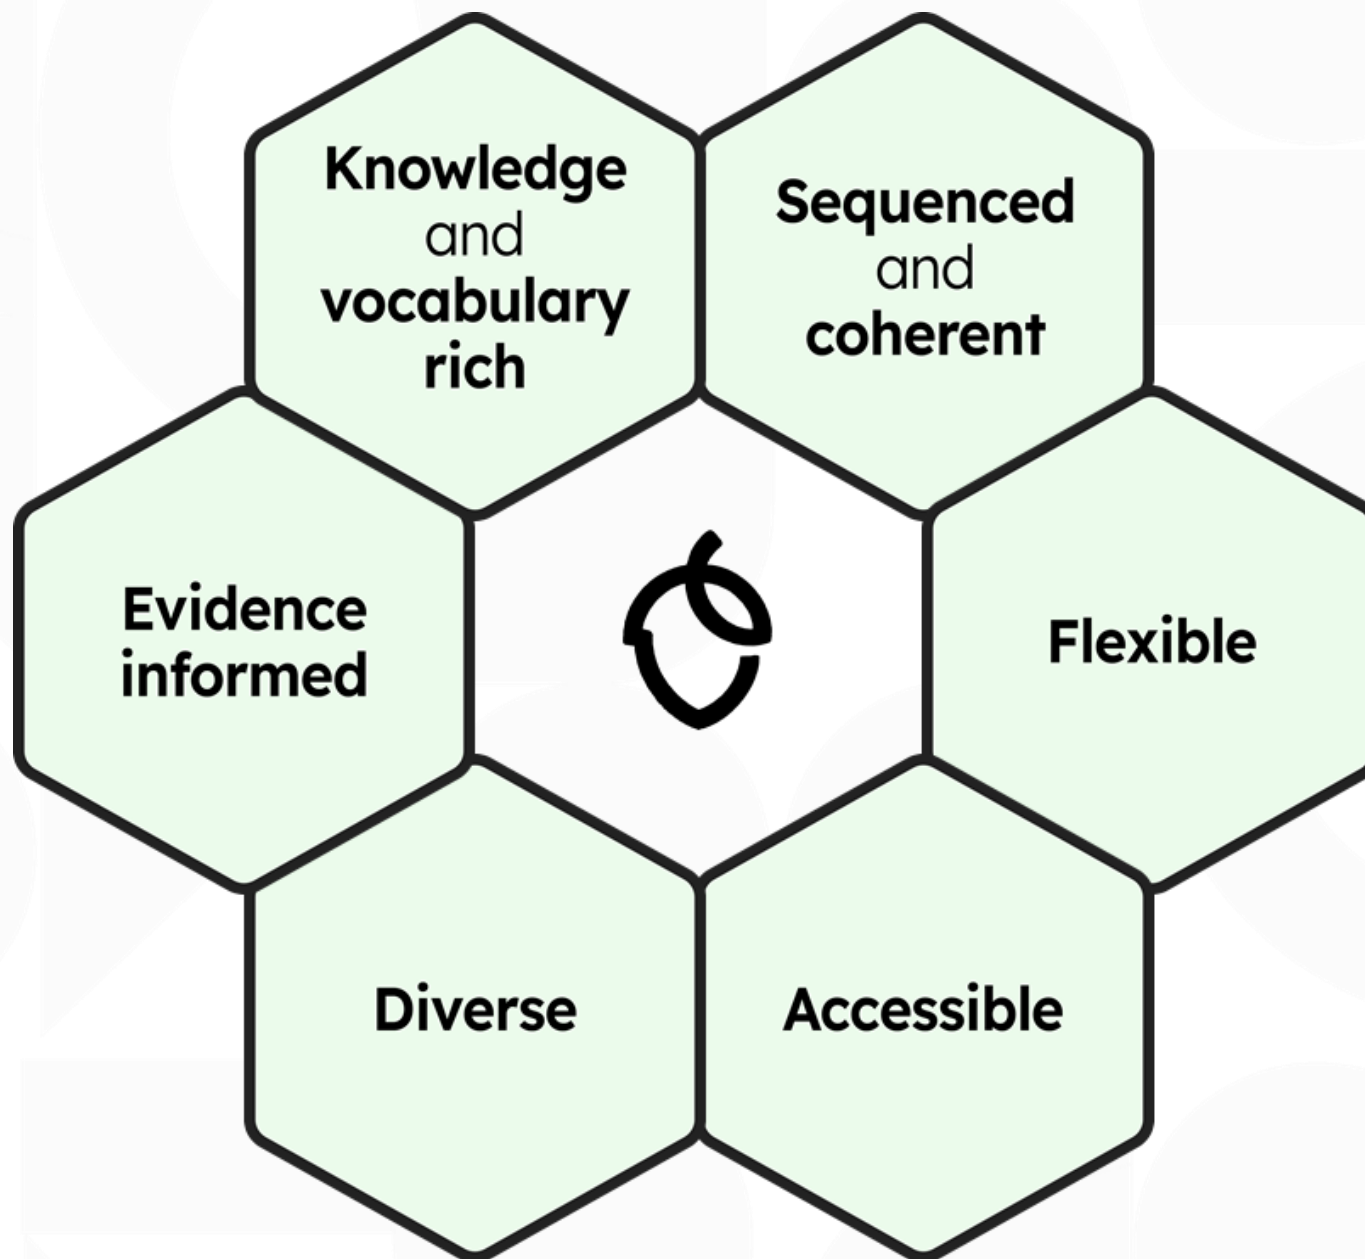 Knowledge
and
vocabulary
rich
Sequenced
and
coherent
Evidence
informed
Flexible
Diverse
Accessible